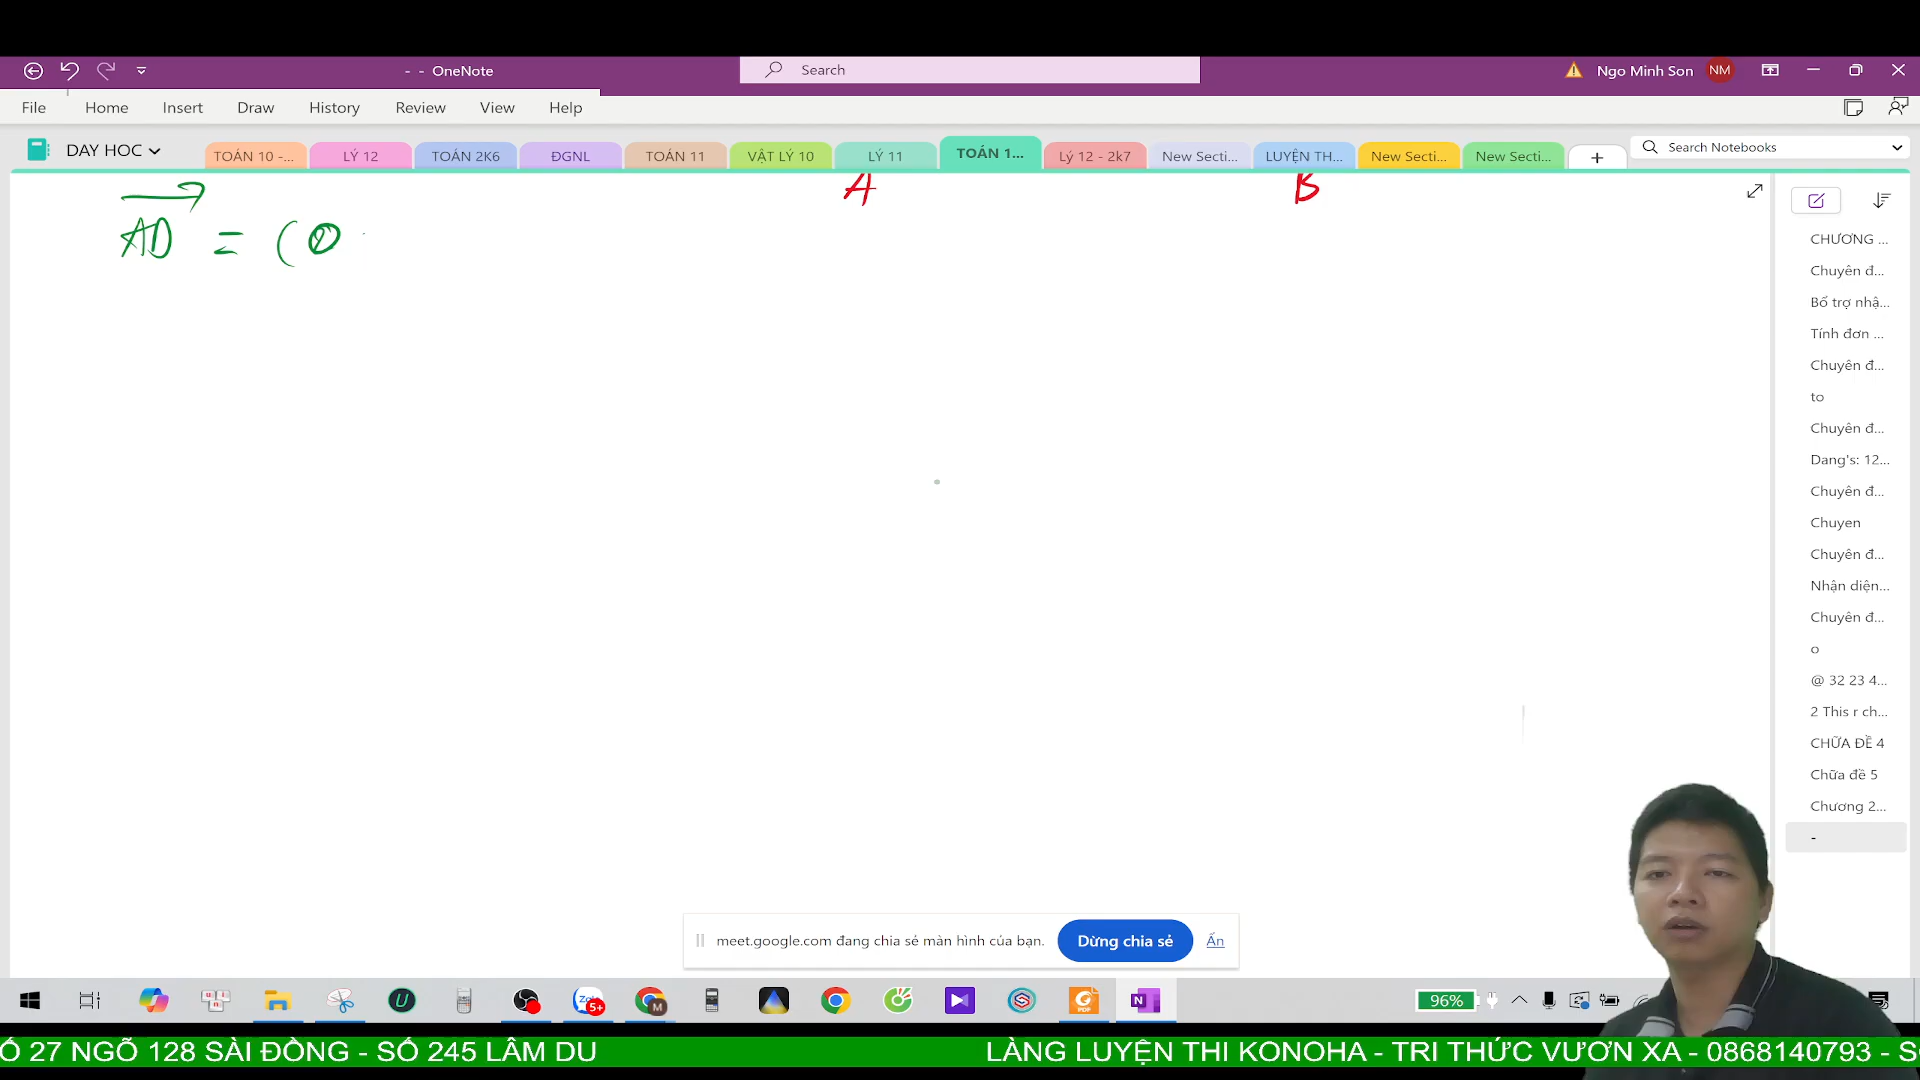 - - OneNote
Search
Ngo Minh Son
NM
File Home Insert Draw History Review View Help
DAY HOC
TOÁN 10 -...
LÝ 12
TOÁN 2K6
ĐGNL
TOÁN 11
VẬT LÝ 10
LÝ 11
TOÁN 1...
Lý 12 - 2k7
New Secti...
LUYỆN TH...
New Secti...
New Secti...
+
Search Notebooks
A B
AD = ( 0
CHƯƠNG ...
Chuyên đ...
Bổ trợ nhậ...
Tính đơn ...
Chuyên đ...
to
Chuyên đ...
Dang's: 12...
Chuyên đ...
Chuyen
Chuyên đ...
Nhận diện...
Chuyên đ...
o
@ 32 23 4...
2 This r ch...
CHỮA ĐỀ 4
Chữa đề 5
Chương 2...
-
meet.google.com đang chia sẻ màn hình của bạn.
Dừng chia sẻ
Ẩn
96%
Ố 27 NGÕ 128 SÀI ĐỒNG - SỐ 245 LÂM DU
LÀNG LUYỆN THI KONOHA - TRI THỨC VƯƠN XA - 0868140793 - S